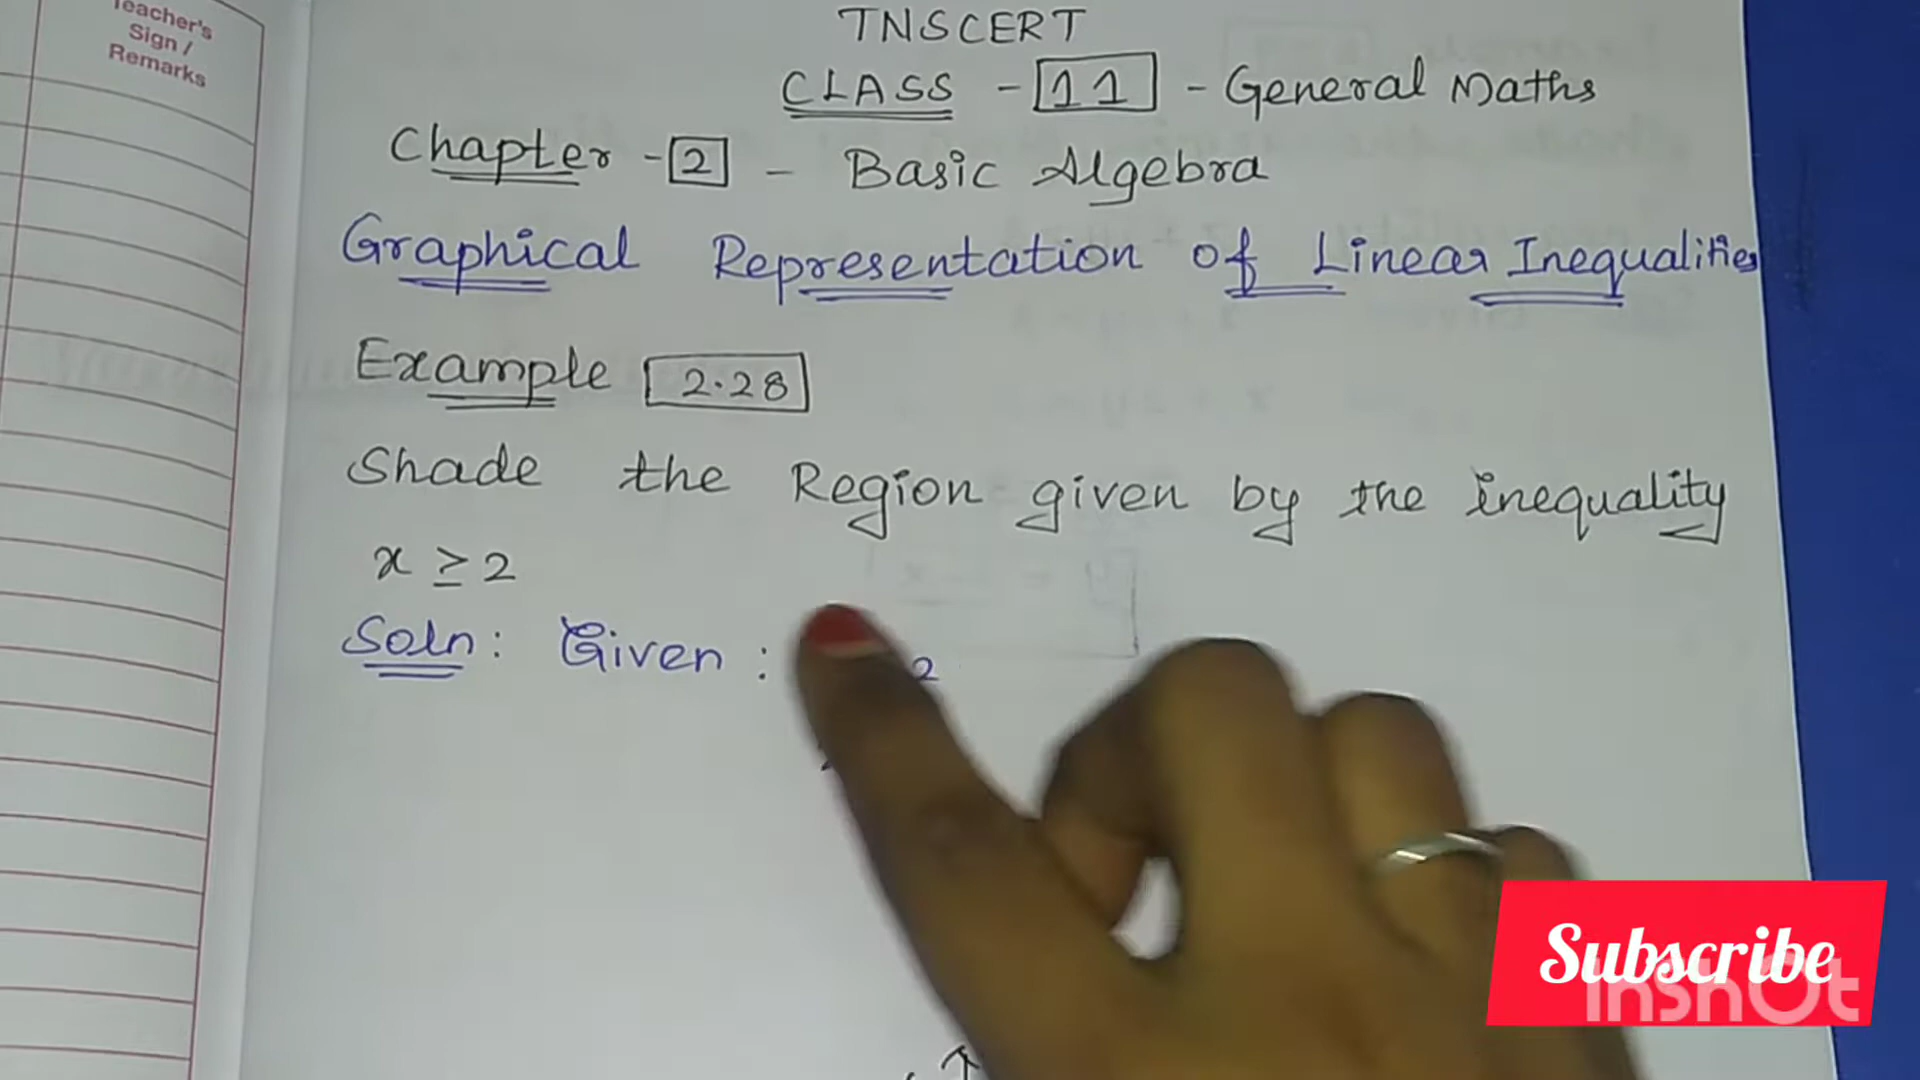 Teacher's
Sign /
Remarks
TNSCERT
CLASS - 11 - General Maths
Chapter - 2 - Basic Algebra
Graphical Representation of Linear Inequalities
Example 2.28
Shade the Region given by the inequality
x ≥ 2
Soln: Given : 2
Subscribe
InShOt